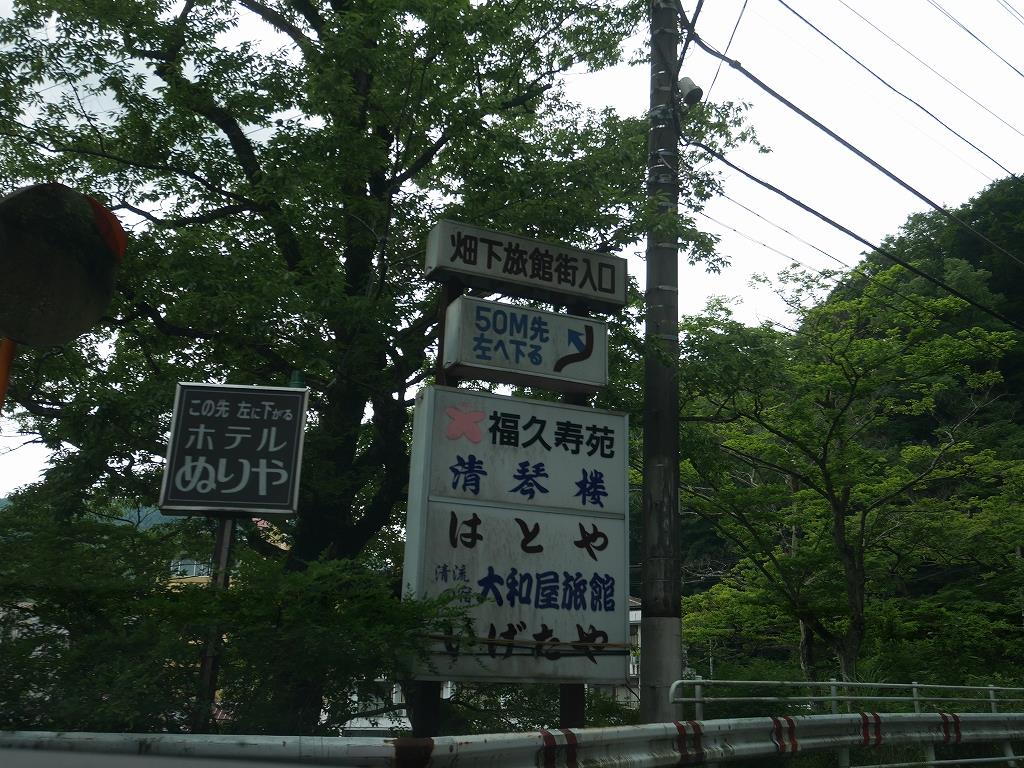 畑下旅館街入口
50M先
左へ下る
福久寿苑
清琴楼
はとや
清流
の宿
大和屋旅館
いげたや
この先 左に下がる
ホテル
ぬりや